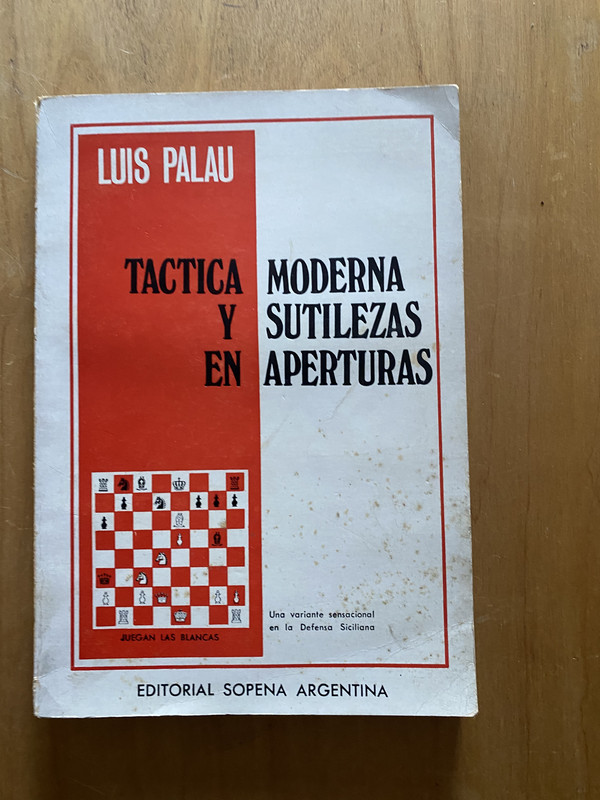 LUIS PALAU
TACTICA MODERNA
Y SUTILEZAS
EN APERTURAS
JUEGAN LAS BLANCAS
Una variante sensacional
en la Defensa Siciliana
EDITORIAL SOPENA ARGENTINA